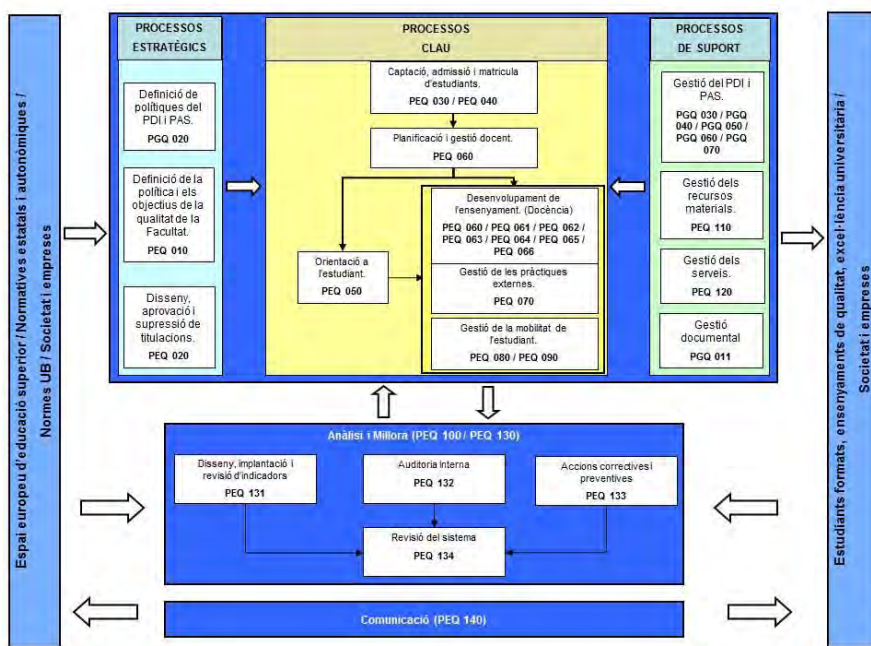 Espai europeu d'educació superior / Normatives estatals i autonòmiques /
Normes UB / Societat i empreses
PROCESSOS
ESTRATÈGICS
Definició de
polítiques del
PDI i PAS.
PGQ 020
Definició de la
política i els
objectius de la
qualitat de la
Facultat.
PEQ 010
Disseny,
aprovació i
supressió de
titulacions.
PEQ 020
PROCESSOS
CLAU
Captació, admissió i matricula
d'estudiants.
PEQ 030 / PEQ 040
Planificació i gestió docent.
PEQ 060
Desenvolupament de
l'ensenyament. (Docència)
PEQ 060 / PEQ 061 / PEQ 062 /
PEQ 063 / PEQ 064 / PEQ 065 /
PEQ 066
Orientació a
l'estudiant.
PEQ 050
Gestió de les pràctiques
externes.
PEQ 070
Gestió de la mobilitat de
l'estudiant.
PEQ 080 / PEQ 090
PROCESSOS
DE SUPORT
Gestió del PDI i
PAS.
PGQ 030 / PGQ
040 / PGQ 050 /
PGQ 060 / PGQ
070
Gestió dels
recursos
materials.
PEQ 110
Gestió dels
serveis.
PEQ 120
Gestió
documental
PGQ 011
Estudiants formats, ensenyaments de qualitat, excel·lència universitària /
Societat i empreses
Anàlisi i Millora (PEQ 100 / PEQ 130)
Disseny, implantació i
revisió d'indicadors
PEQ 131
Auditoria Interna
PEQ 132
Accions correctives i
preventives
PEQ 133
Revisió del sistema
PEQ 134
Comunicació (PEQ 140)